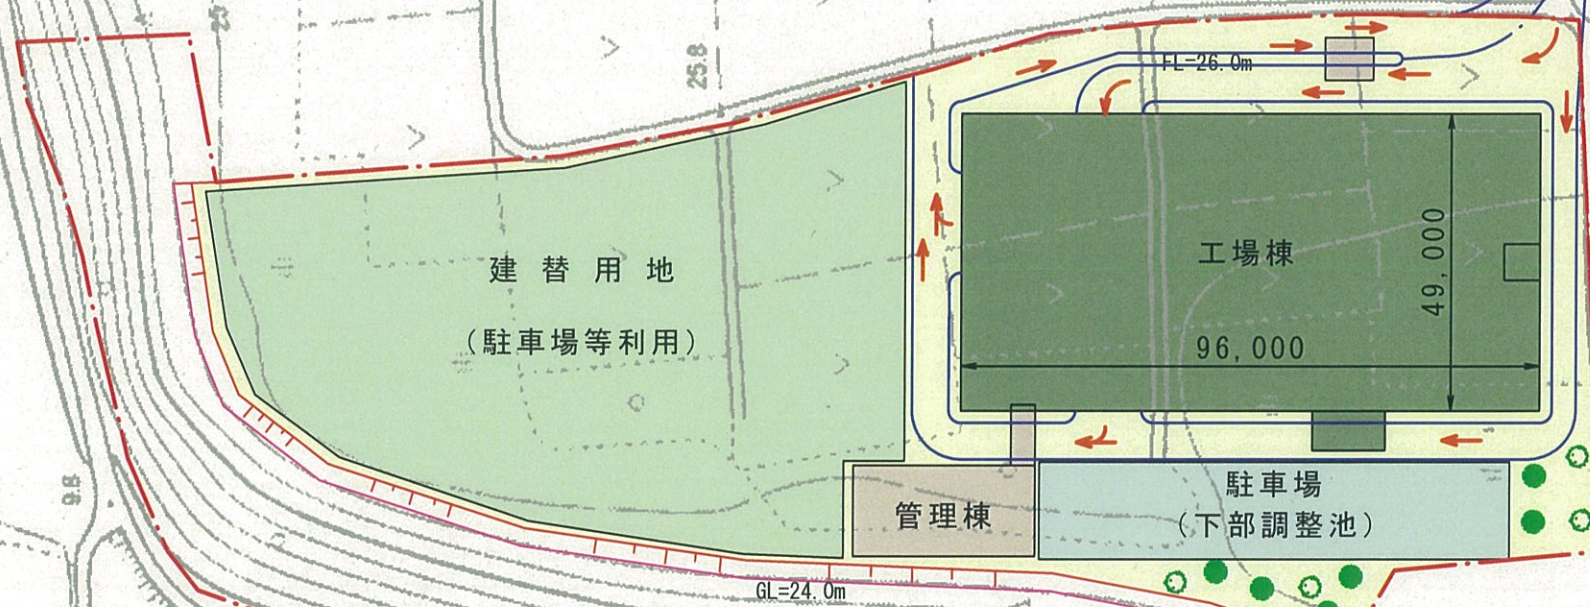 25.8
FL=26.0m
建替用地
(駐車場等利用)
工場棟
49,000
96,000
管理棟
駐車場
(下部調整池)
9.8
GL=24.0m